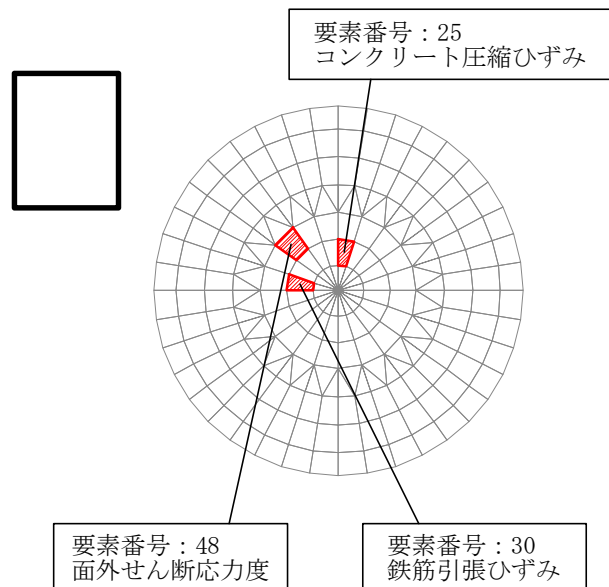 要素番号：25
コンクリート圧縮ひずみ
要素番号：48
面外せん断応力度
要素番号：30
鉄筋引張ひずみ